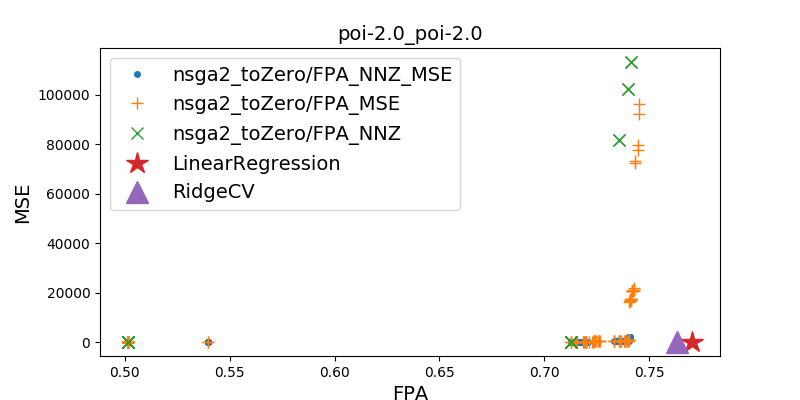 poi-2.0_poi-2.0
nsga2_toZero/FPA_NNZ_MSE
nsga2_toZero/FPA_MSE
nsga2_toZero/FPA_NNZ
LinearRegression
RidgeCV
MSE
100000
80000
60000
40000
20000
0
0.50 0.55 0.60 0.65 0.70 0.75
FPA